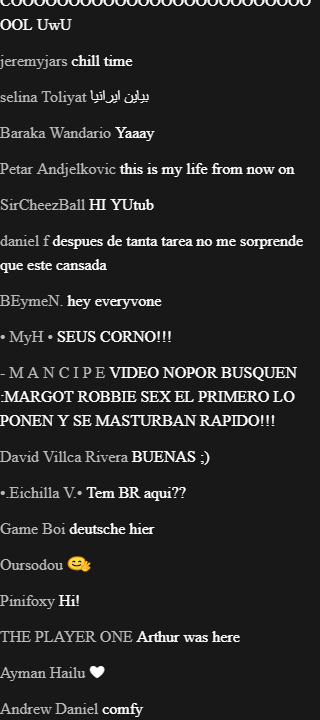 COOOOOOOOOOOOOOOOOOOOOOOOO
OOL UwU
jeremyjars chill time
selina Toliyat بیاین ایرانیا
Baraka Wandario Yaaay
Petar Andjelkovic this is my life from now on
SirCheezBall HI YUtub
daniel f despues de tanta tarea no me sorprende
que este cansada
BEymeN. hey everyvone
• MyH • SEUS CORNO!!!
- M A N C I P E VIDEO NOPOR BUSQUEN
:MARGOT ROBBIE SEX EL PRIMERO LO
PONEN Y SE MASTURBAN RAPIDO!!!
David Villca Rivera BUENAS ;)
•.Eichilla V.• Tem BR aqui??
Game Boi deutsche hier
Oursodou 🤗
Pinifoxy Hi!
THE PLAYER ONE Arthur was here
Ayman Hailu 🤍
Andrew Daniel comfy